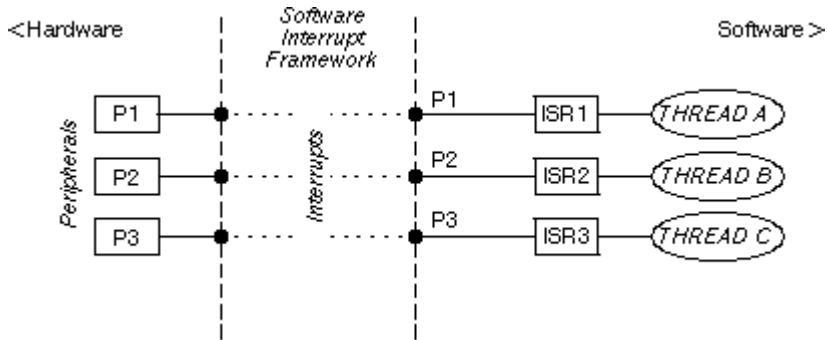 <Hardware
Software
Interrupt
Framework
Software>
Peripherals
P1
P1
ISR1
THREAD A
Interrupts
P2
P2
ISR2
THREAD B
P3
P3
ISR3
THREAD C